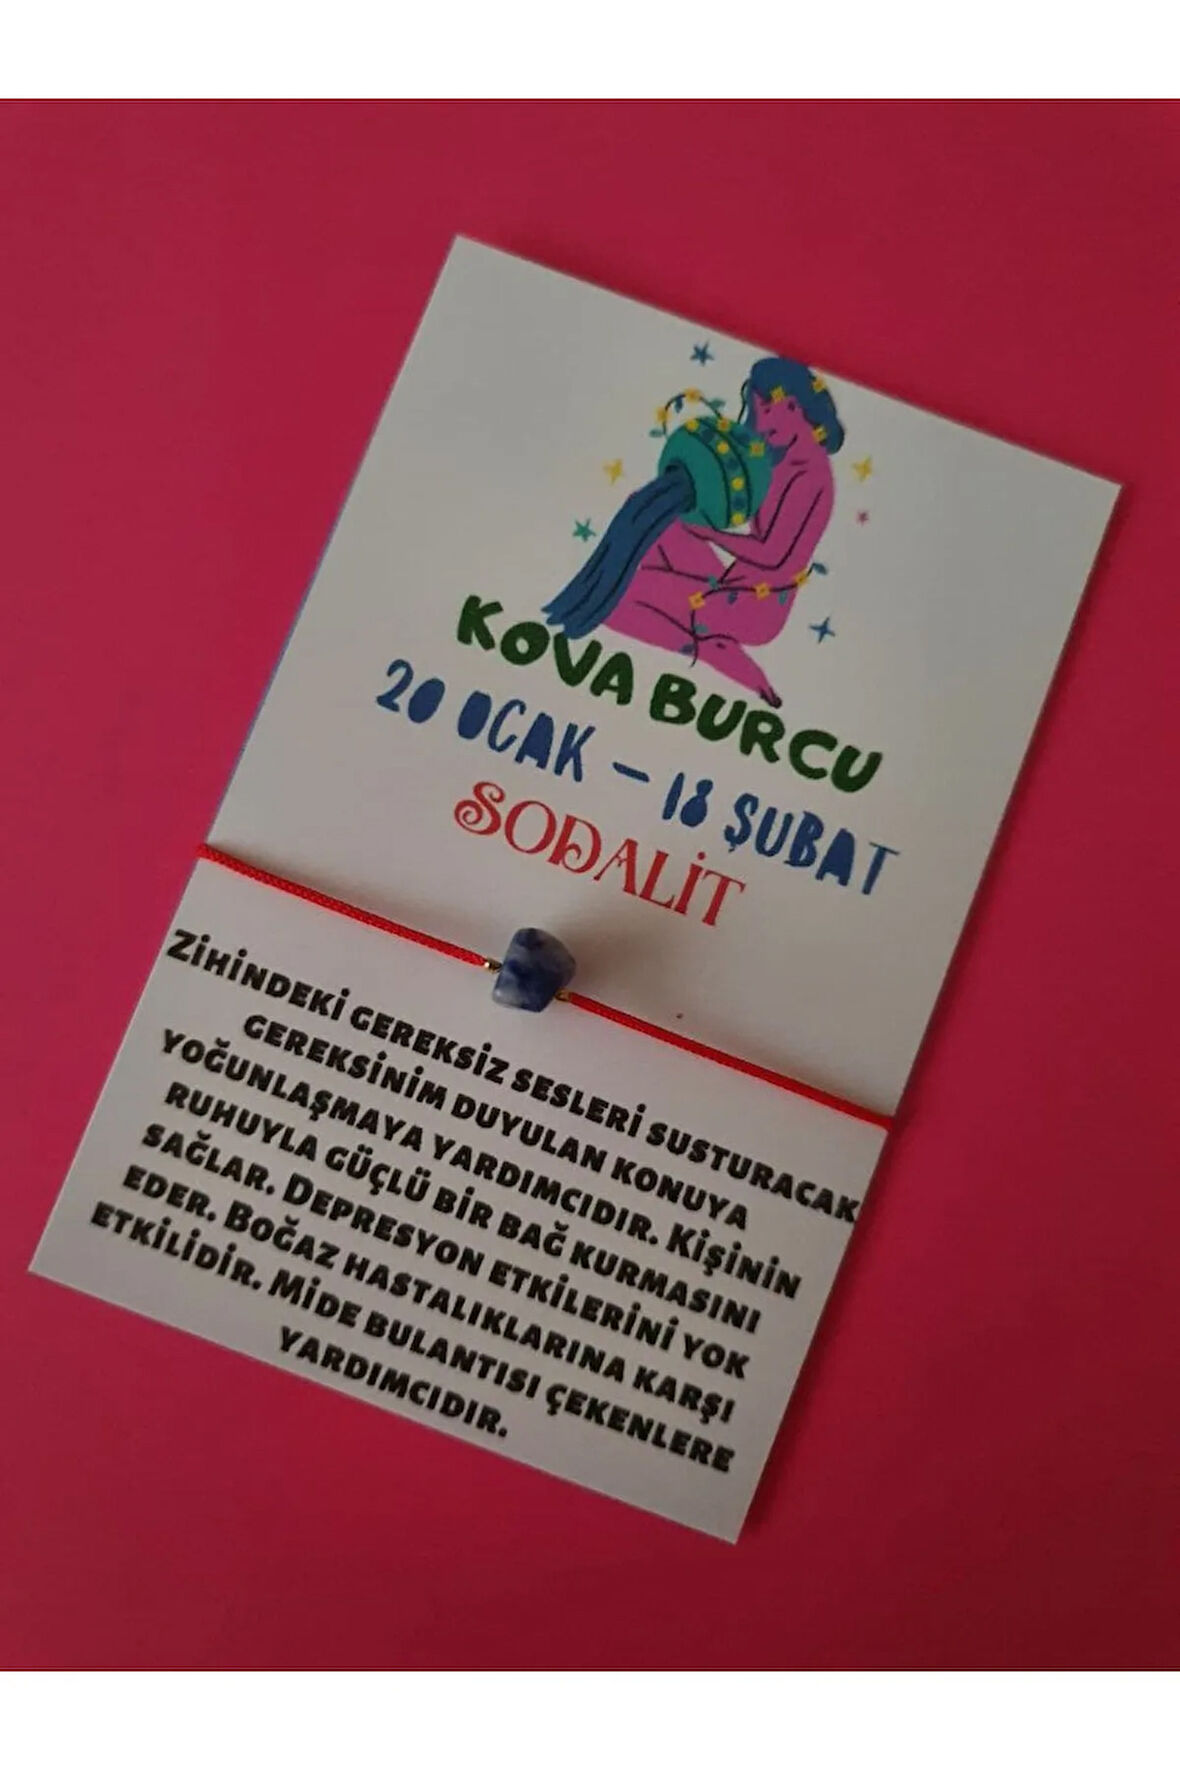 KOVA BURCU
20 OCAK – 18 ŞUBAT
SODALİT
ZİHİNDEKİ GEREKSİZ SESLERİ SUSTURACAK
GEREKSİNİM DUYULAN KONUYA
YOĞUNLAŞMAYA YARDIMCIDIR. KİŞİNİN
RUHUYLA GÜÇLÜ BİR BAĞ KURMASINI
SAĞLAR. DEPRESYON ETKİLERİNİ YOK
EDER. BOĞAZ HASTALIKLARINA KARŞI
ETKİLİDİR. MİDE BULANTISI ÇEKENLERE
YARDIMCIDIR.